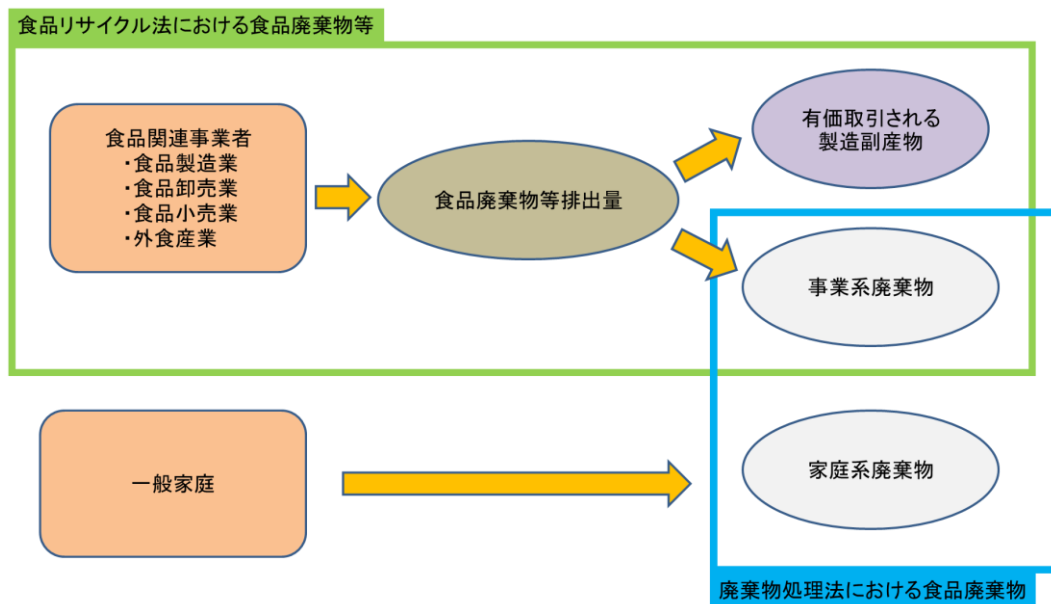 食品リサイクル法における食品廃棄物等
食品関連事業者
・食品製造業
・食品卸売業
・食品小売業
・外食産業
食品廃棄物等排出量
有価取引される
製造副産物
事業系廃棄物
一般家庭
家庭系廃棄物
廃棄物処理法における食品廃棄物